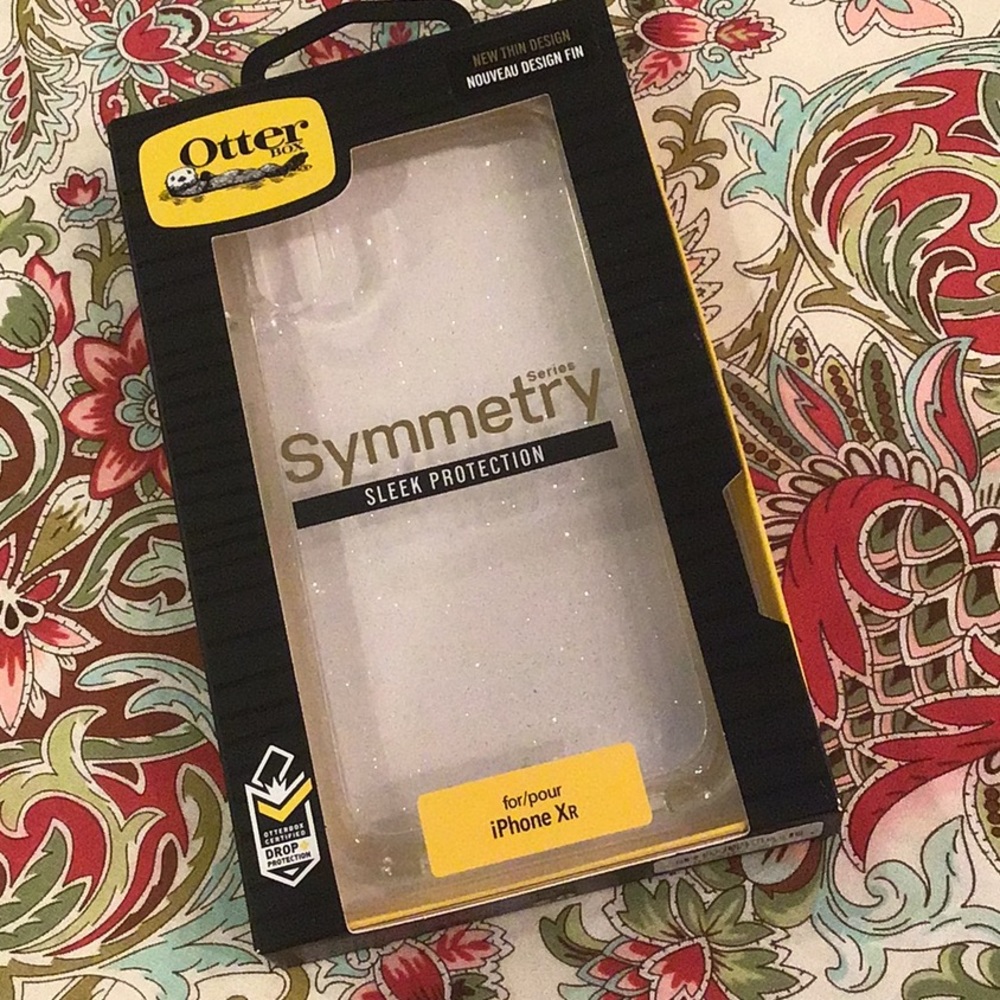 NEW THIN DESIGN
NOUVEAU DESIGN FIN
Otter
BOX
Series
Symmetry
SLEEK PROTECTION
for/pour
iPhone XR
OTTERBOX
CERTIFIED
DROP+
PROTECTION